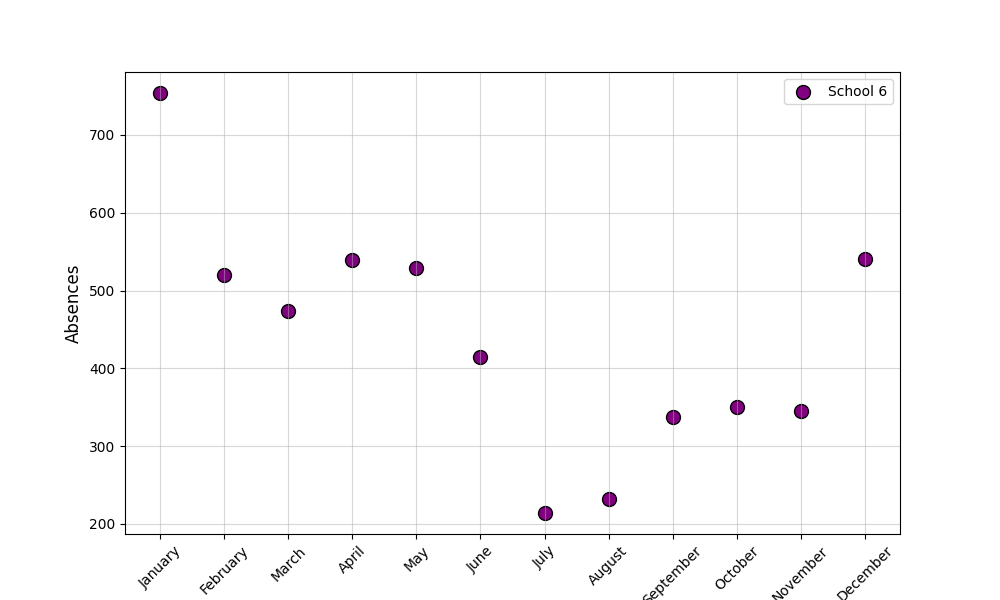 School 6
Absences
700
600
500
400
300
200
January
February
March
April
May
June
July
August
September
October
November
December